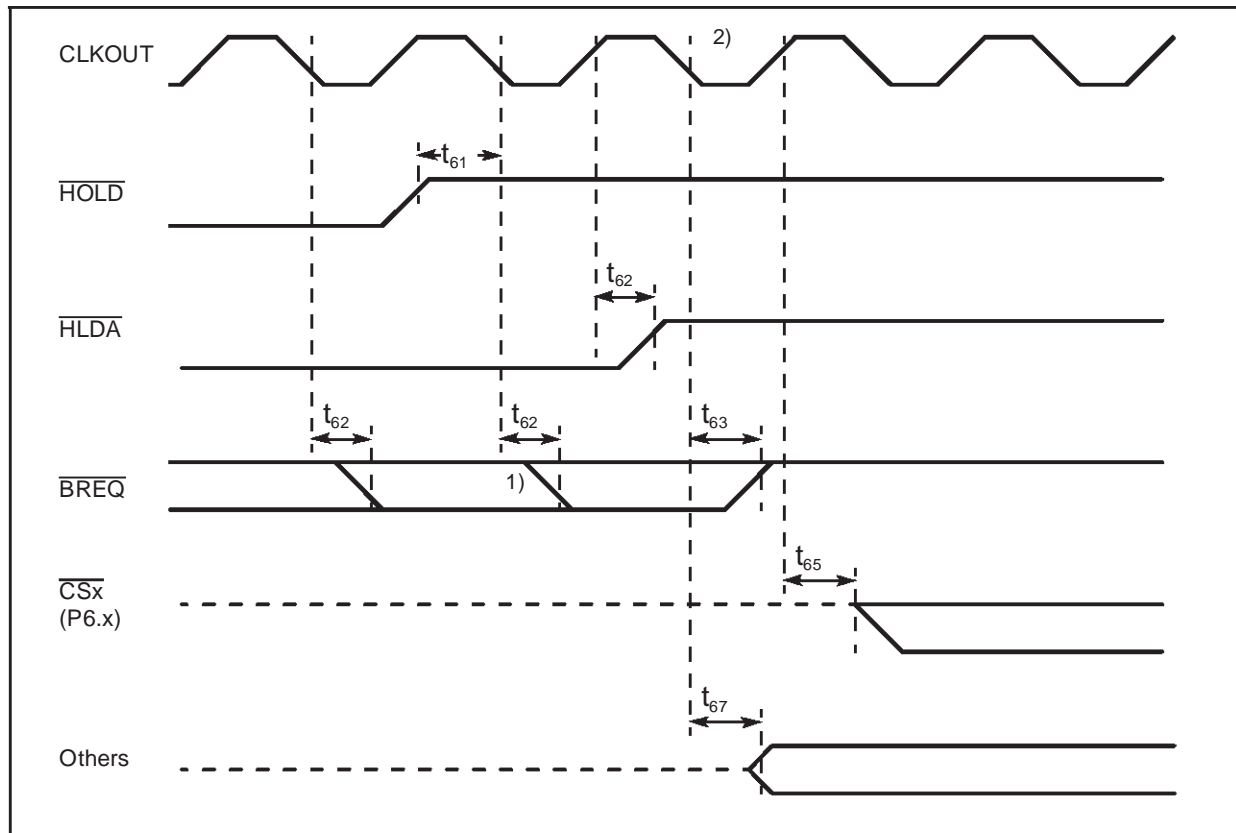 CLKOUT
2)
t61
HOLD
t62
HLDA
t62 t62 t63
BREQ
1)
t65
CSx
(P6.x)
t67
Others